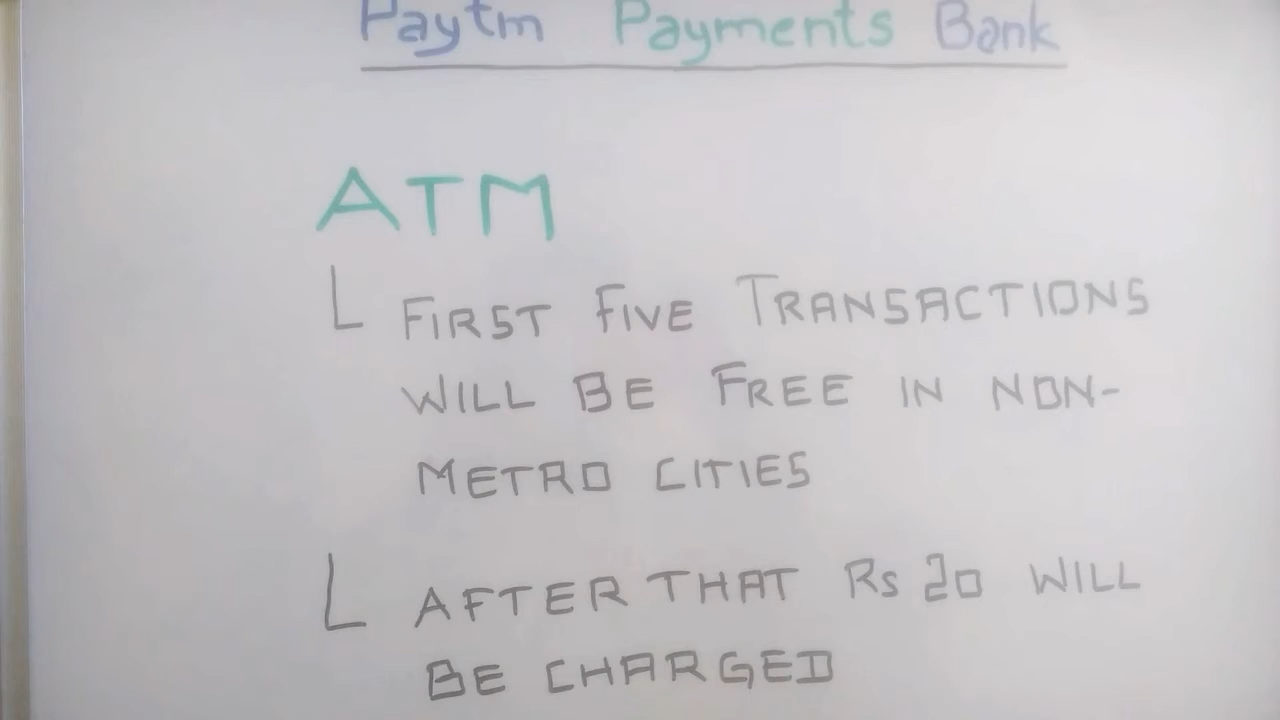 Paytm Payments Bank
ATM
FIRST FIVE TRANSACTIONS
WILL BE FREE IN NON-
METRO CITIES
AFTER THAT Rs 20 WILL
BE CHARGED